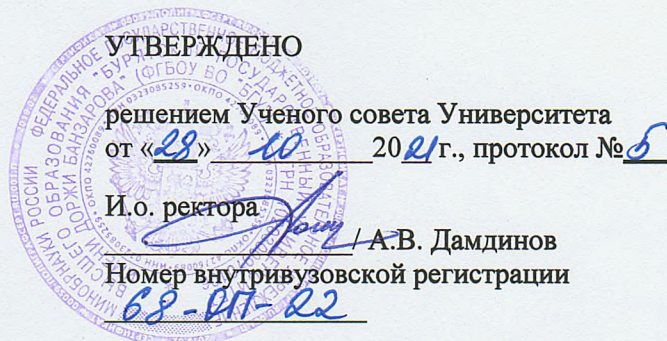 УТВЕРЖДЕНО
решением Ученого совета Университета
от «28» 10 2021 г., протокол № 5
И.о. ректора
/ А.В. Дамдинов
Номер внутривузовской регистрации
68-ОП-22